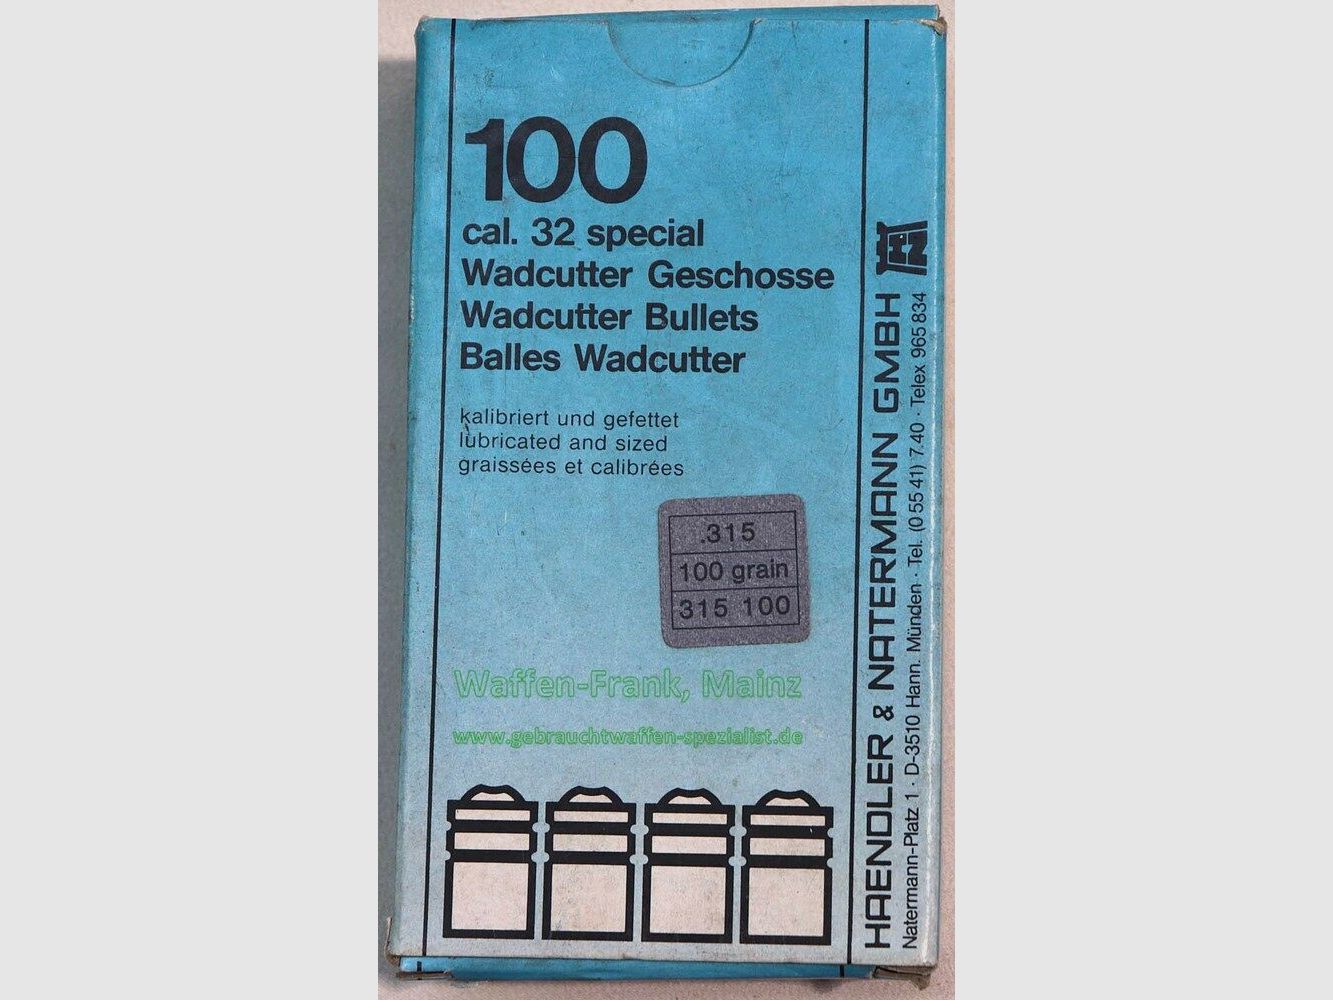 100
cal. 32 special
Wadcutter Geschosse
Wadcutter Bullets
Balles Wadcutter
kalibriert und gefettet
lubricated and sized
graissées et calibrées
.315
100 grain
315 100
Waffen-Frank, Mainz
www.gebrauchtwaffen-spezialist.de
HAENDLER & NATERMANN GMBH
HN
Natermann-Platz 1 · D-3510 Hann. Münden · Tel. (0 55 41) 7.40 · Telex 965 834